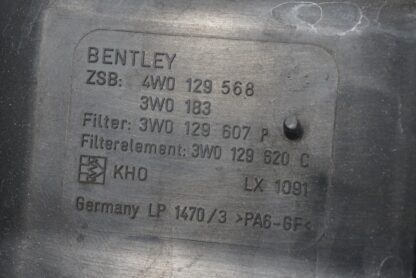 BENTLEY
ZSB: 4W0 129 568
3W0 183
Filter: 3W0 129 607 P
Filterelement: 3W0 129 620 C
KHO LX 1091
Germany LP 1470/3 >PA6-GF<